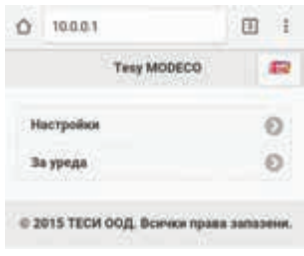 10.0.0.1
Tesy MODECO
Настройки
За уреда
© 2015 ТЕСИ ООД. Всички права запазени.